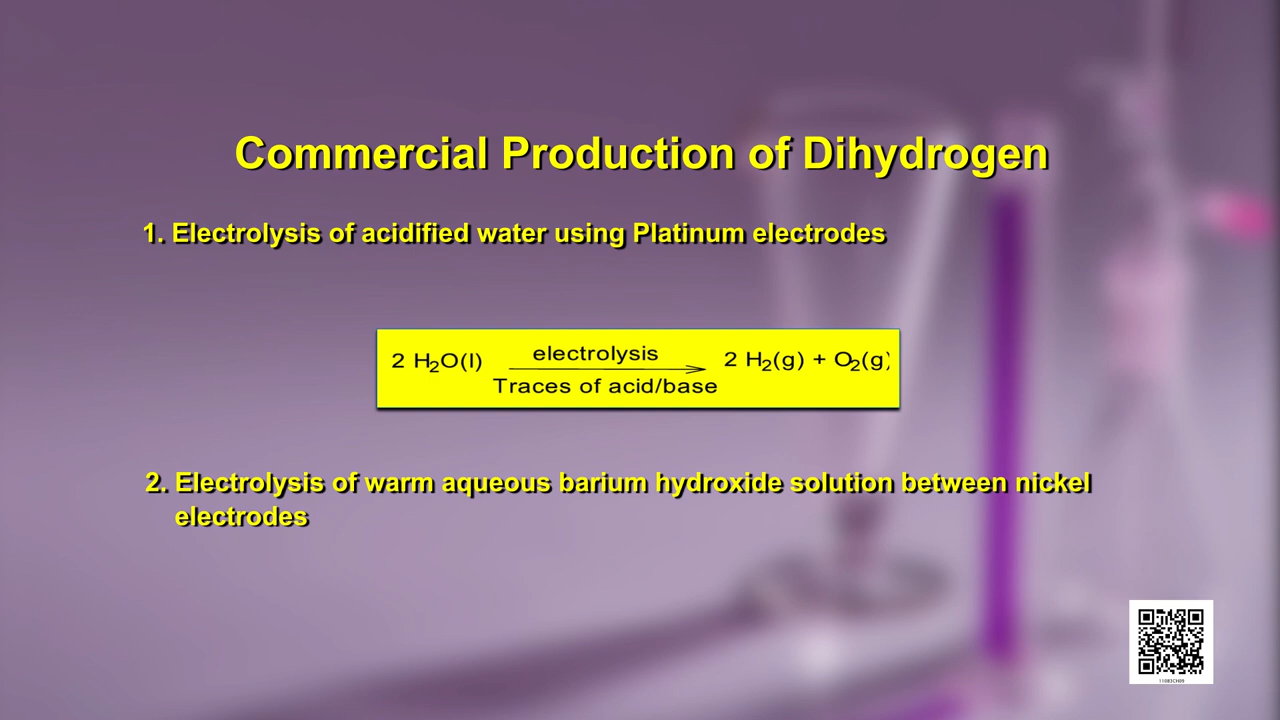 Commercial Production of Dihydrogen
1. Electrolysis of acidified water using Platinum electrodes
electrolysis
2 H₂O(l) ⟶ 2 H₂(g) + O₂(g)
Traces of acid/base
2. Electrolysis of warm aqueous barium hydroxide solution between nickel
electrodes
11083CH09